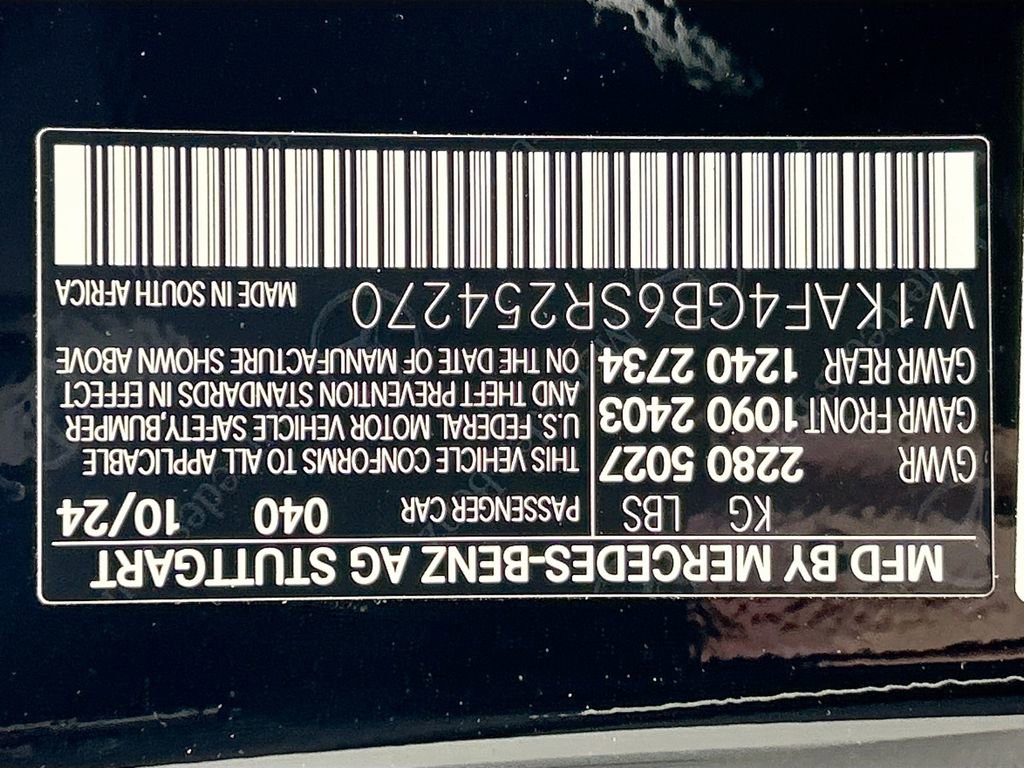 MFD BY MERCEDES-BENZ AG STUTTGART
KG LBS PASSENGER CAR 040 10/24
GVWR 2280 5027 THIS VEHICLE CONFORMS TO ALL APPLICABLE
GAWR FRONT 1090 2403 U.S. FEDERAL MOTOR VEHICLE SAFETY,BUMPER
GAWR REAR 1240 2734 AND THEFT PREVENTION STANDARDS IN EFFECT
ON THE DATE OF MANUFACTURE SHOWN ABOVE
W1KAF4GB6SR254270 MADE IN SOUTH AFRICA